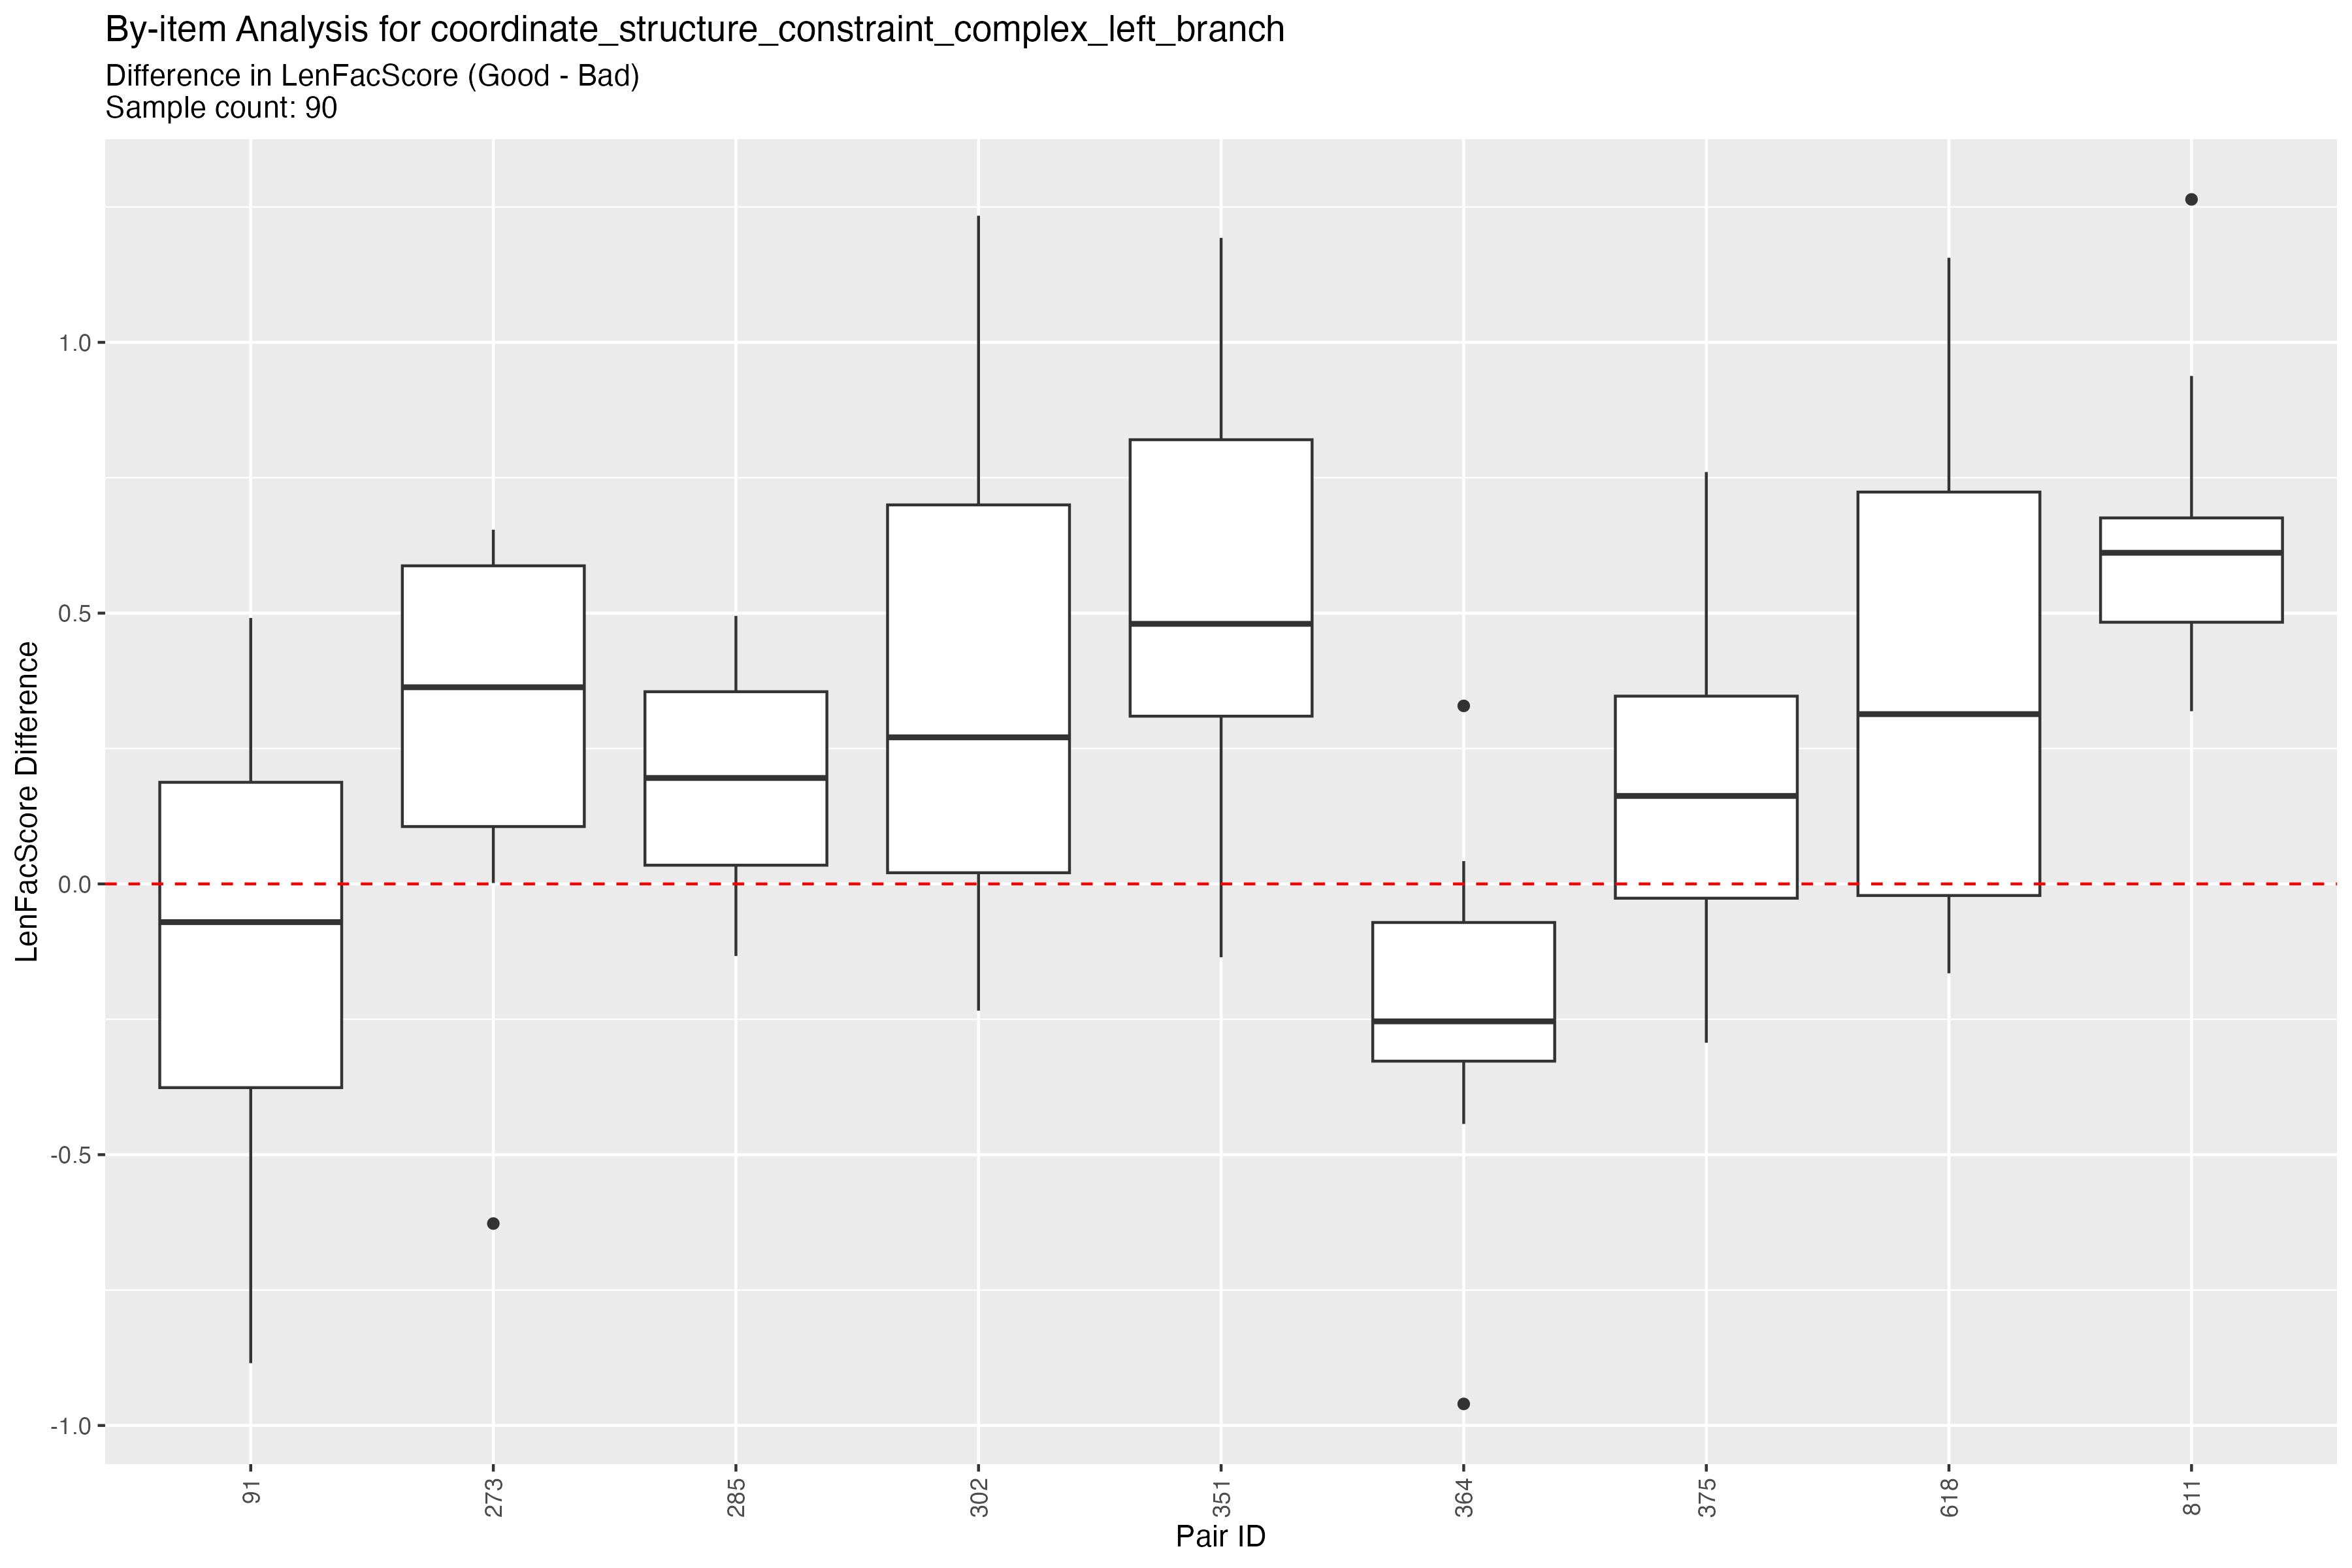 By-item Analysis for coordinate_structure_constraint_complex_left_branch
Difference in LenFacScore (Good - Bad)
Sample count: 90
LenFacScore Difference
1.0
0.5
0.0
-0.5
-1.0
91
273
285
302
351
364
375
618
811
Pair ID